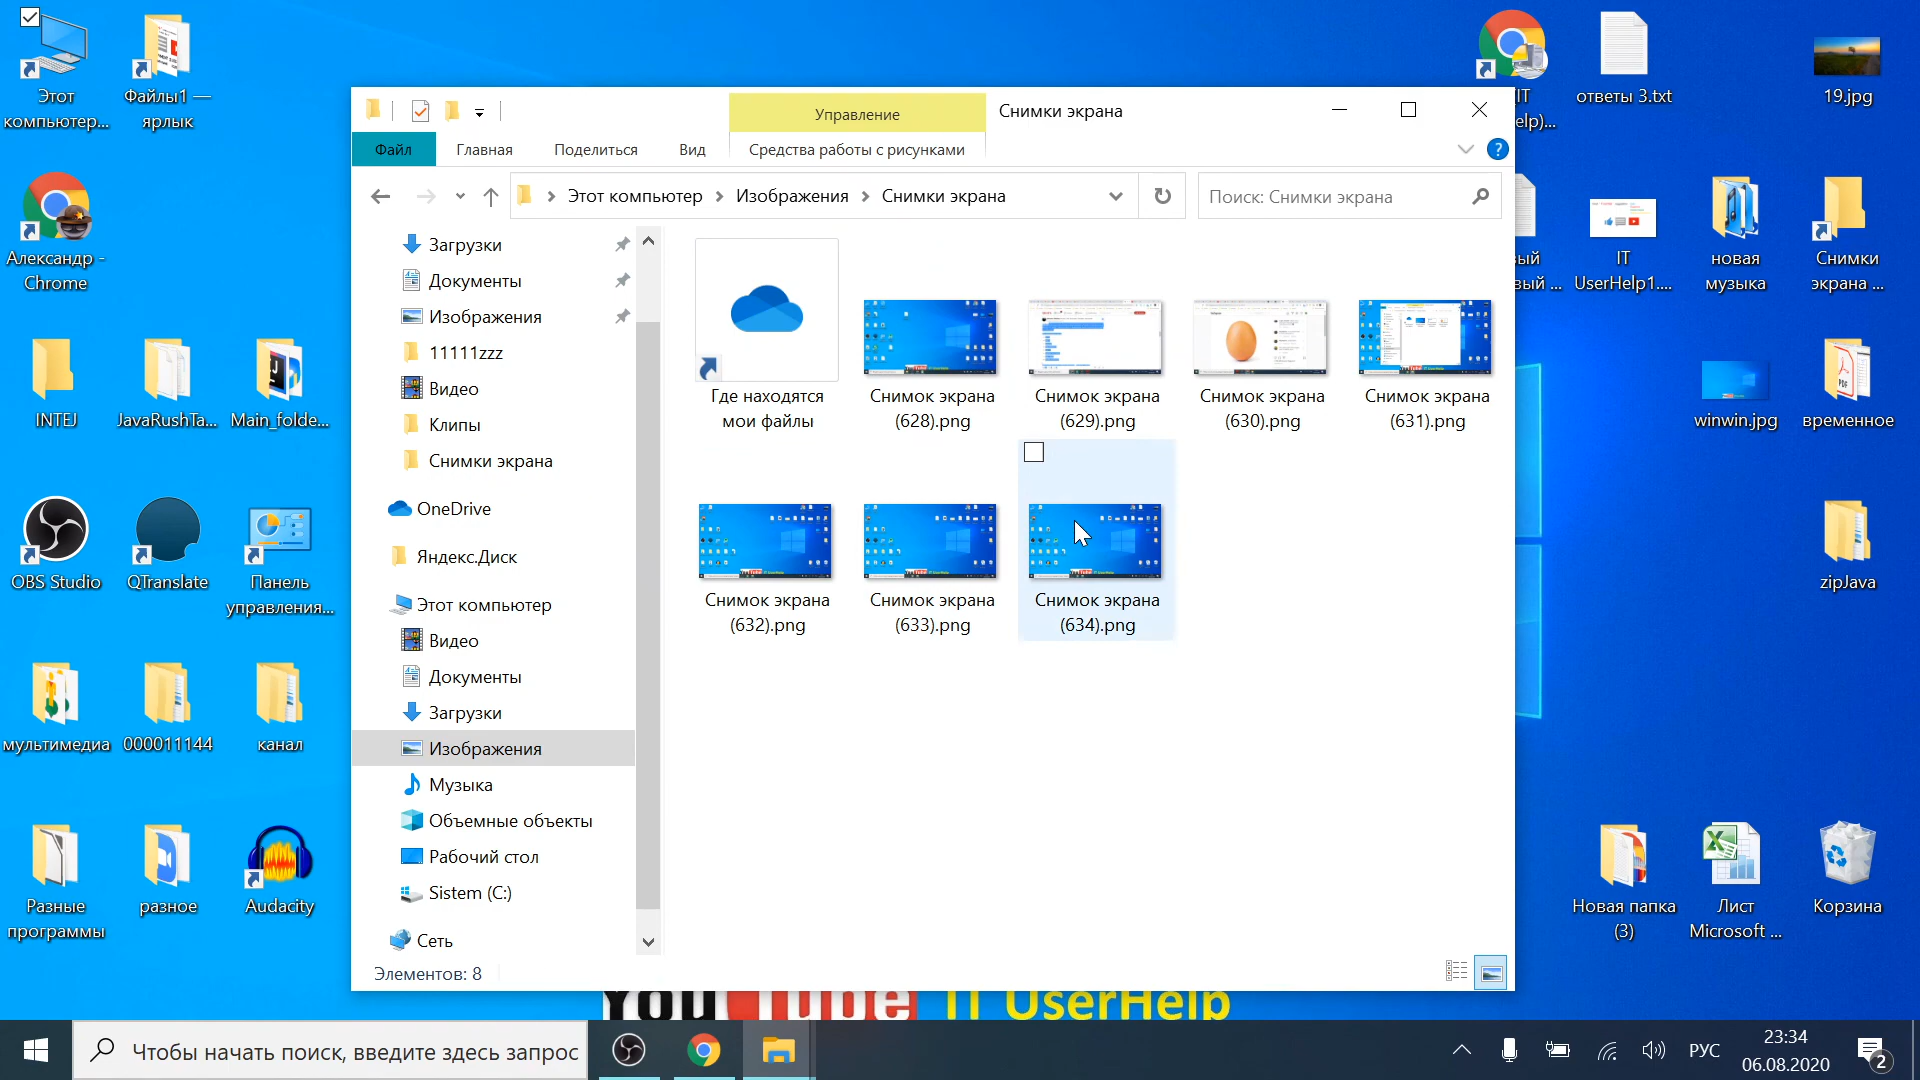 Этот
компьютер...
Файлы1 —
ярлык
Александр -
Chrome
INTEJ
JavaRushTa...
Main_folde...
OBS Studio
QTranslate
Панель
управления...
мультимедиа
000011144
канал
Разные
программы
разное
Audacity
Управление
Снимки экрана
Файл
Главная
Поделиться
Вид
Средства работы с рисунками
Этот компьютер
Изображения
Снимки экрана
Поиск: Снимки экрана
Загрузки
Документы
Изображения
11111zzz
Видео
Клипы
Снимки экрана
OneDrive
Яндекс.Диск
Этот компьютер
Видео
Документы
Загрузки
Изображения
Музыка
Объемные объекты
Рабочий стол
Sistem (C:)
Сеть
Элементов: 8
Где находятся
мои файлы
Снимок экрана
(628).png
Снимок экрана
(629).png
Снимок экрана
(630).png
Снимок экрана
(631).png
Снимок экрана
(632).png
Снимок экрана
(633).png
Снимок экрана
(634).png
IT
elp)...
ответы 3.txt
19.jpg
ый
вый ...
IT
UserHelp1....
новая
музыка
Снимки
экрана ...
winwin.jpg
временное
PDF
zipJava
Новая папка
(3)
Лист
Microsoft ...
Корзина
YouTube IT UserHelp
Чтобы начать поиск, введите здесь запрос
РУС
23:34
06.08.2020
2